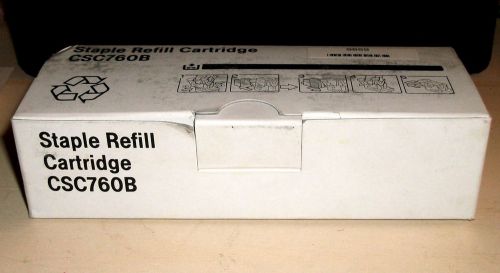 Staple Refill Cartridge
CSC760B
Staple Refill
Cartridge
CSC760B